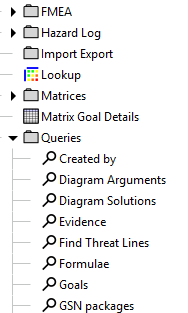 FMEA
Hazard Log
Import Export
Lookup
Matrices
Matrix Goal Details
Queries
Created by
Diagram Arguments
Diagram Solutions
Evidence
Find Threat Lines
Formulae
Goals
GSN packages